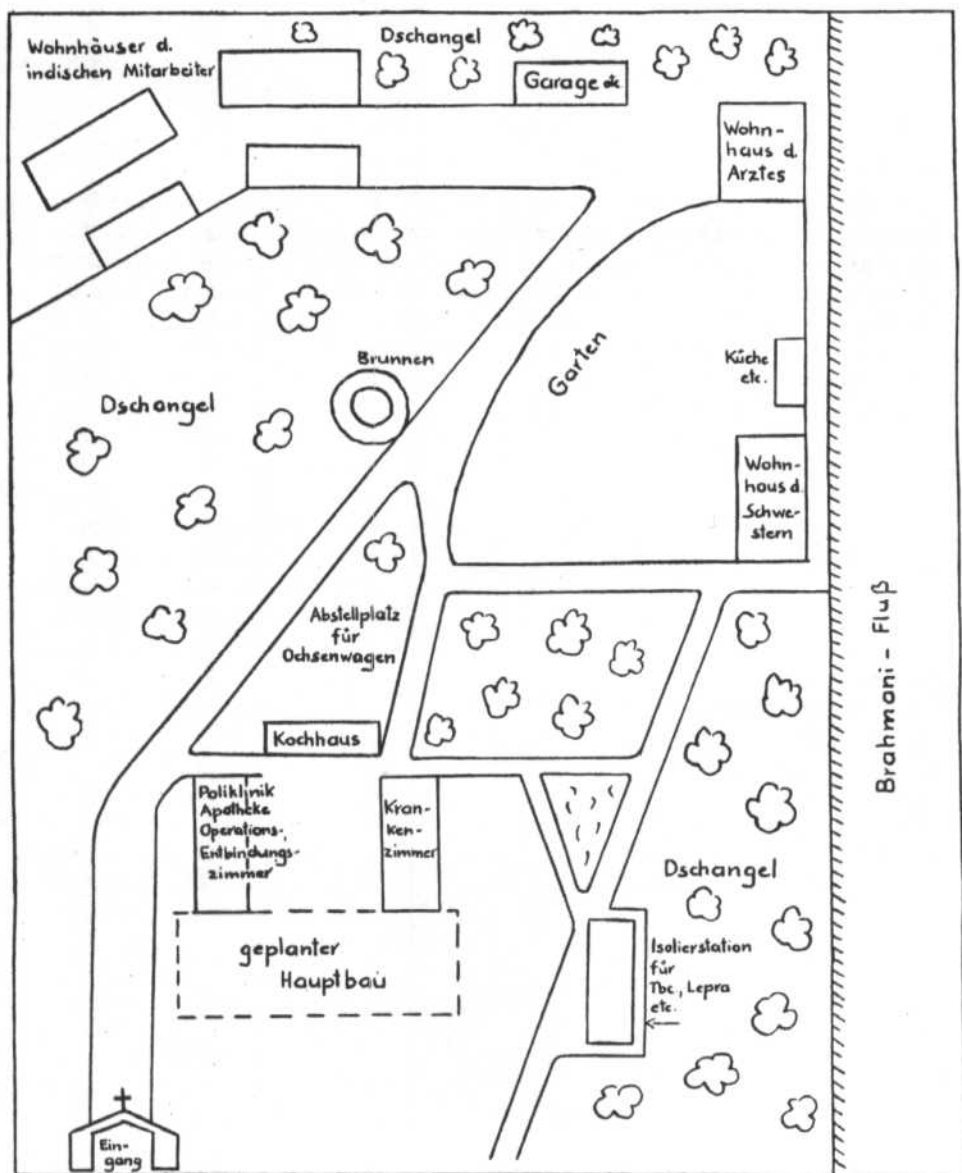 Wohnhäuser d.
indischen Mitarbeiter
Dschangel
Garage etc
Wohn-
haus d.
Arztes
Brunnen
Garten
Küche
etc.
Dschangel
Wohn-
haus d.
Schwe-
stern
Abstellplatz
für
Ochsenwagen
Brahmani - Fluß
Kochhaus
Poliklinik
Apotheke
Operations-,
Entbindungs-
zimmer
Kran-
ken-
zimmer
Dschangel
geplanter
Hauptbau
Isolierstation
für
Tbc., Lepra
etc.
Ein-
gang